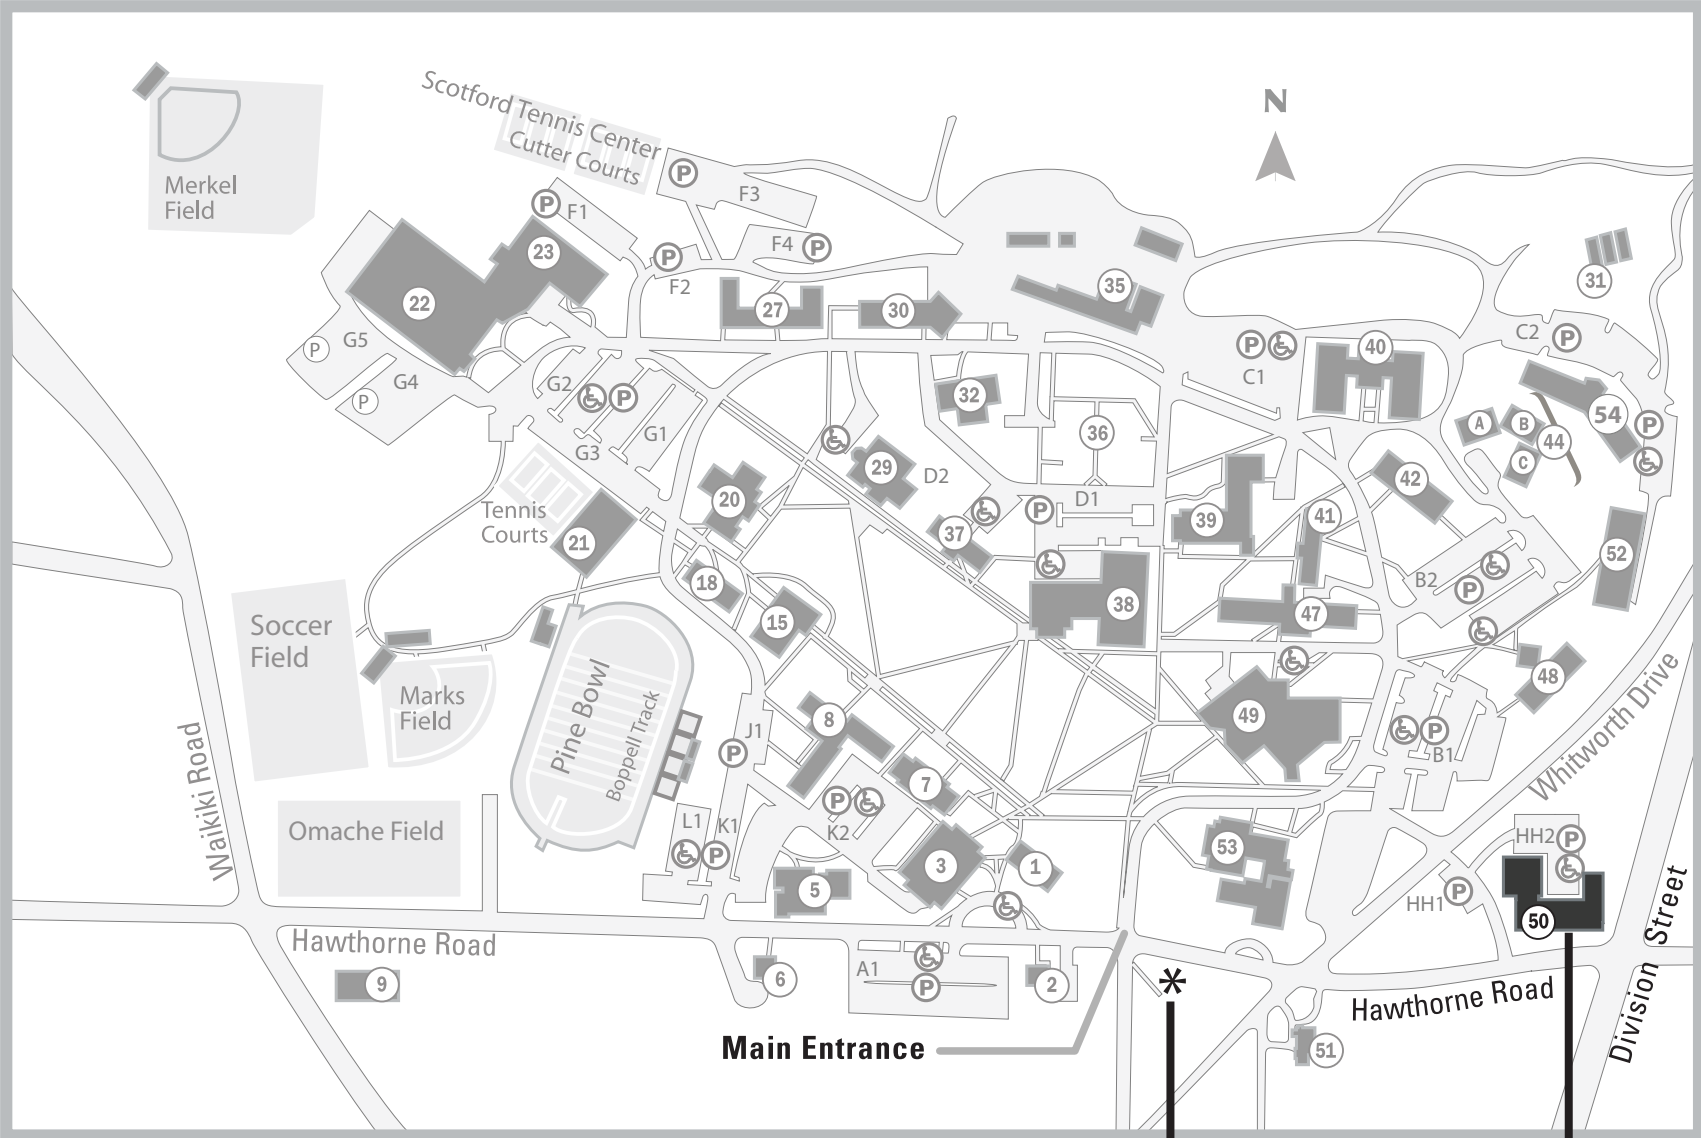 Scotford Tennis Center
Cutter Courts
N
Merkel
Field
P
F3
P
F1
23
P
F2
F4
P
22
G5
P
G4
P
27
30
35
31
C2
P
P
C1
40
G2
P
G1
G3
32
36
29
D2
54
P
A
B
C
44
42
20
Tennis
Courts
21
37
P
D1
39
41
52
18
38
B2
P
15
47
Soccer
Field
48
Marks
Field
Pine Bowl
Boppell Track
8
J1
P
49
P
B1
Whitworth Drive
Waikiki Road
7
P
K2
Omache Field
L1
K1
P
3
1
53
HH2
P
5
HH1
P
50
Hawthorne Road
9
6
A1
P
2
*
Hawthorne Road
Division Street
Main Entrance
51